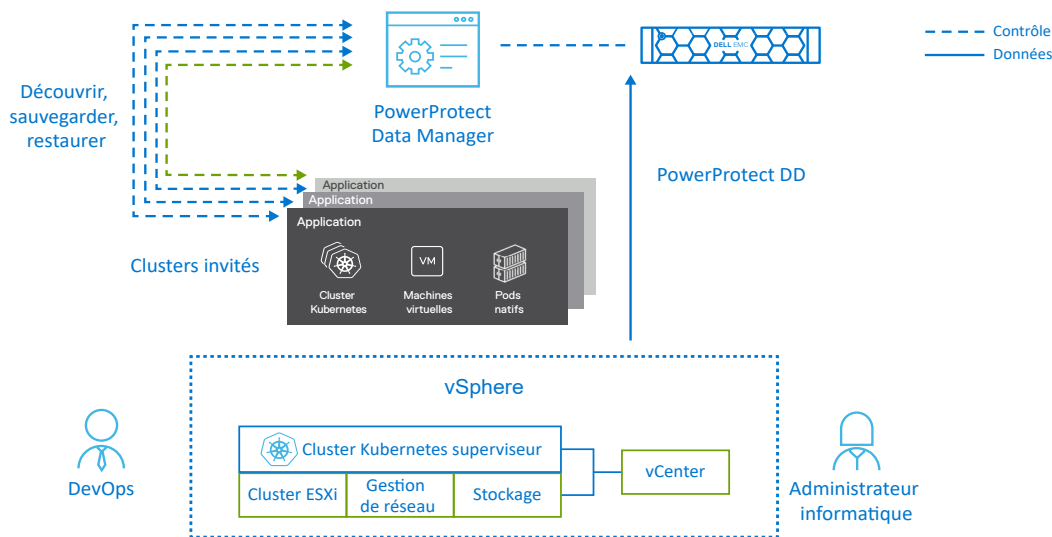 DELL EMC
Contrôle
Données
Découvrir,
sauvegarder,
restaurer
PowerProtect
Data Manager
PowerProtect DD
Application
Application
Application
Clusters invités
VM
Cluster
Kubernetes
Machines
virtuelles
Pods
natifs
vSphere
Cluster Kubernetes superviseur
Cluster ESXi
Gestion
de réseau
Stockage
vCenter
DevOps
Administrateur
informatique